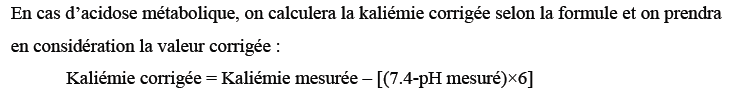 En cas d’acidose métabolique, on calculera la kaliémie corrigée selon la formule et on prendra
en considération la valeur corrigée :
Kaliémie corrigée = Kaliémie mesurée – [(7.4-pH mesuré)×6]